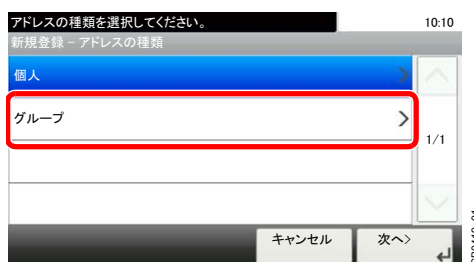 アドレスの種類を選択してください。
10:10
新規登録 - アドレスの種類
個人
グループ
1/1
キャンセル
次へ>